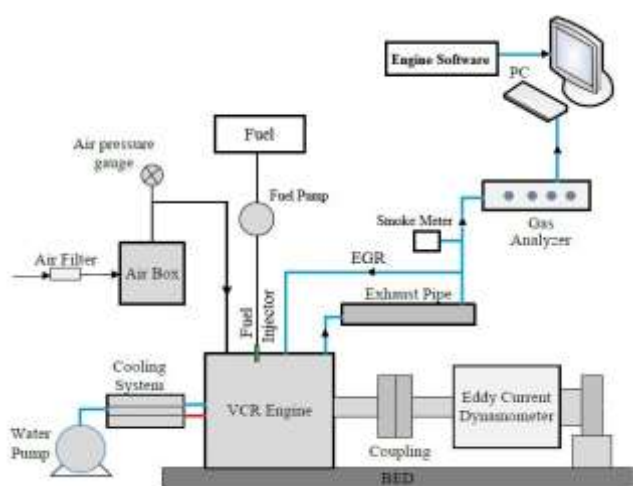 Engine Software
PC
Fuel
Air pressure
gauge
Fuel Pump
Smoke Meter
Gas
Analyzer
Air Filter
Air Box
EGR
Exhaust Pipe
Fuel
Injector
Cooling
System
VCR Engine
Eddy Current
Dynamometer
Water
Pump
Coupling
BED